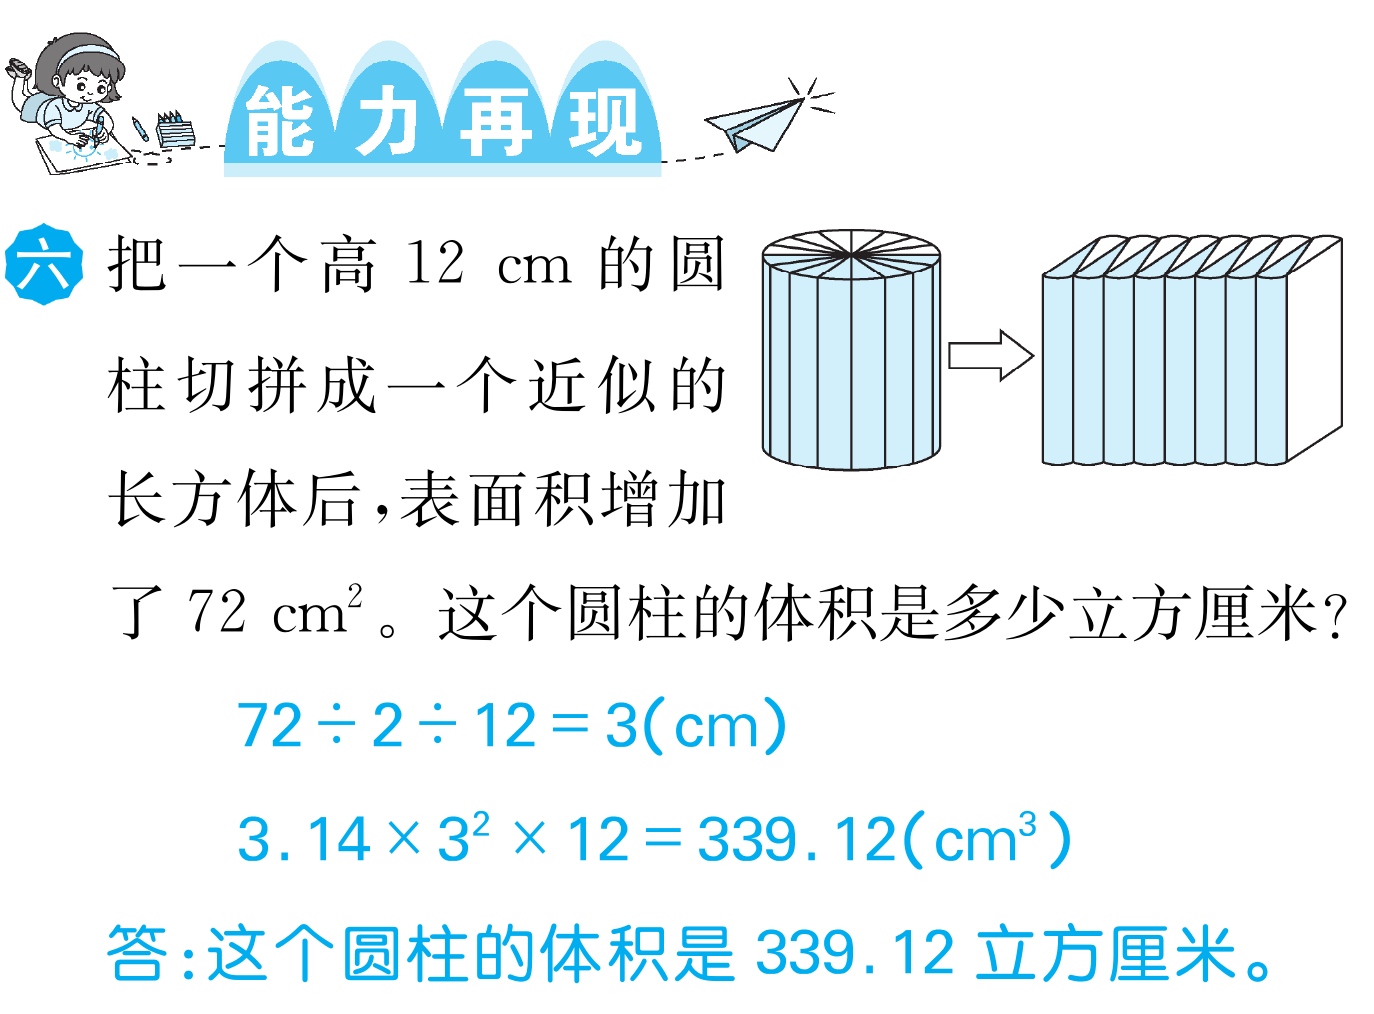 能力再现
六 把一个高 12 cm 的圆
柱切拼成一个近似的
长方体后,表面积增加
了 72 cm²。这个圆柱的体积是多少立方厘米?
72÷2÷12=3(cm)
3.14×3²×12=339.12(cm³)
答:这个圆柱的体积是 339.12 立方厘米。